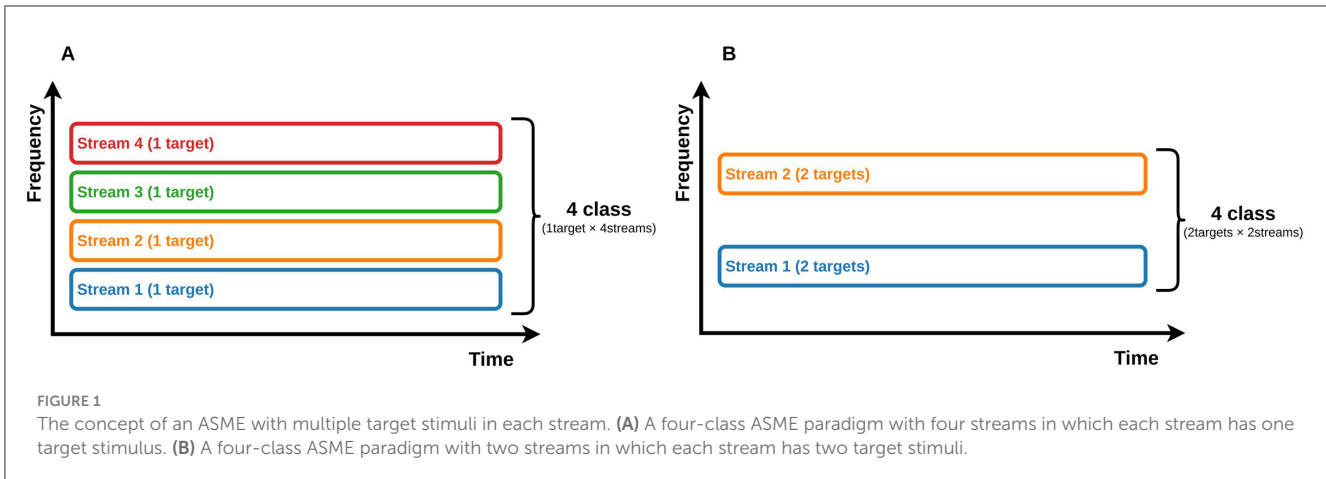 A
Frequency
Stream 4 (1 target)
Stream 3 (1 target)
Stream 2 (1 target)
Stream 1 (1 target)
4 class
(1target × 4streams)
Time
B
Frequency
Stream 2 (2 targets)
Stream 1 (2 targets)
4 class
(2targets × 2streams)
Time
FIGURE 1
The concept of an ASME with multiple target stimuli in each stream. (A) A four-class ASME paradigm with four streams in which each stream has one
target stimulus. (B) A four-class ASME paradigm with two streams in which each stream has two target stimuli.